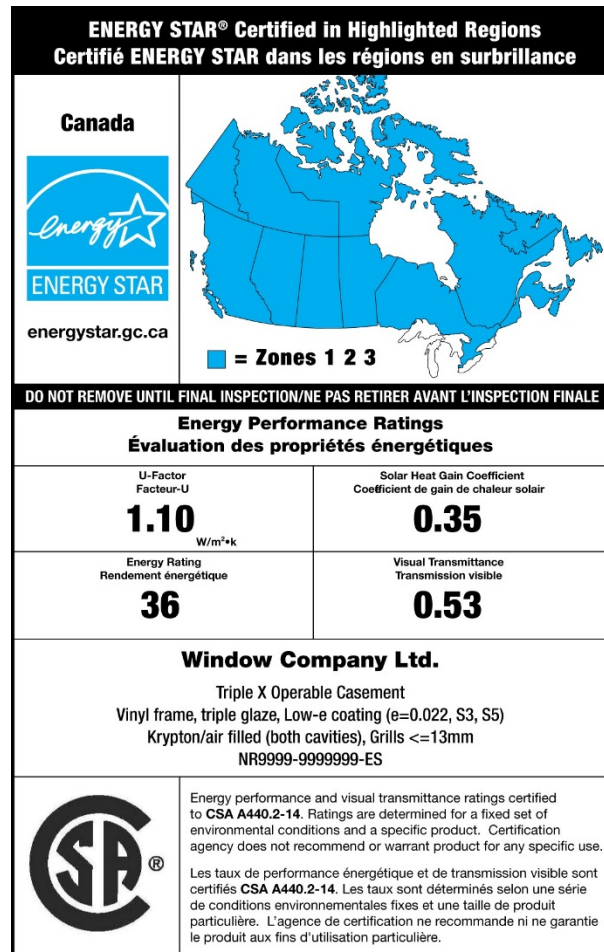 ENERGY STAR® Certified in Highlighted Regions
Certifié ENERGY STAR dans les régions en surbrillance
Canada
energy
ENERGY STAR
energystar.gc.ca
= Zones 1 2 3
DO NOT REMOVE UNTIL FINAL INSPECTION/NE PAS RETIRER AVANT L'INSPECTION FINALE
Energy Performance Ratings
Évaluation des propriétés énergétiques
U-Factor
Facteur-U
1.10
W/m²•k
Solar Heat Gain Coefficient
Coefficient de gain de chaleur solair
0.35
Energy Rating
Rendement énergétique
36
Visual Transmittance
Transmission visible
0.53
Window Company Ltd.
Triple X Operable Casement
Vinyl frame, triple glaze, Low-e coating (e=0.022, S3, S5)
Krypton/air filled (both cavities), Grills <=13mm
NR9999-9999999-ES
CSA ®
Energy performance and visual transmittance ratings certified
to CSA A440.2-14. Ratings are determined for a fixed set of
environmental conditions and a specific product. Certification
agency does not recommend or warrant product for any specific use.
Les taux de performance énergétique et de transmission visible sont
certifiés CSA A440.2-14. Les taux sont déterminés selon une série
de conditions environnementales fixes et une taille de produit
particulière. L'agence de certification ne recommande ni ne garantie
le produit aux fins d'utilisation particulière.